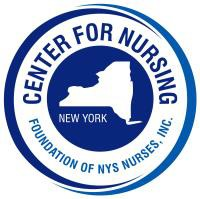 CENTER FOR NURSING
NEW YORK
FOUNDATION OF NYS NURSES, INC.